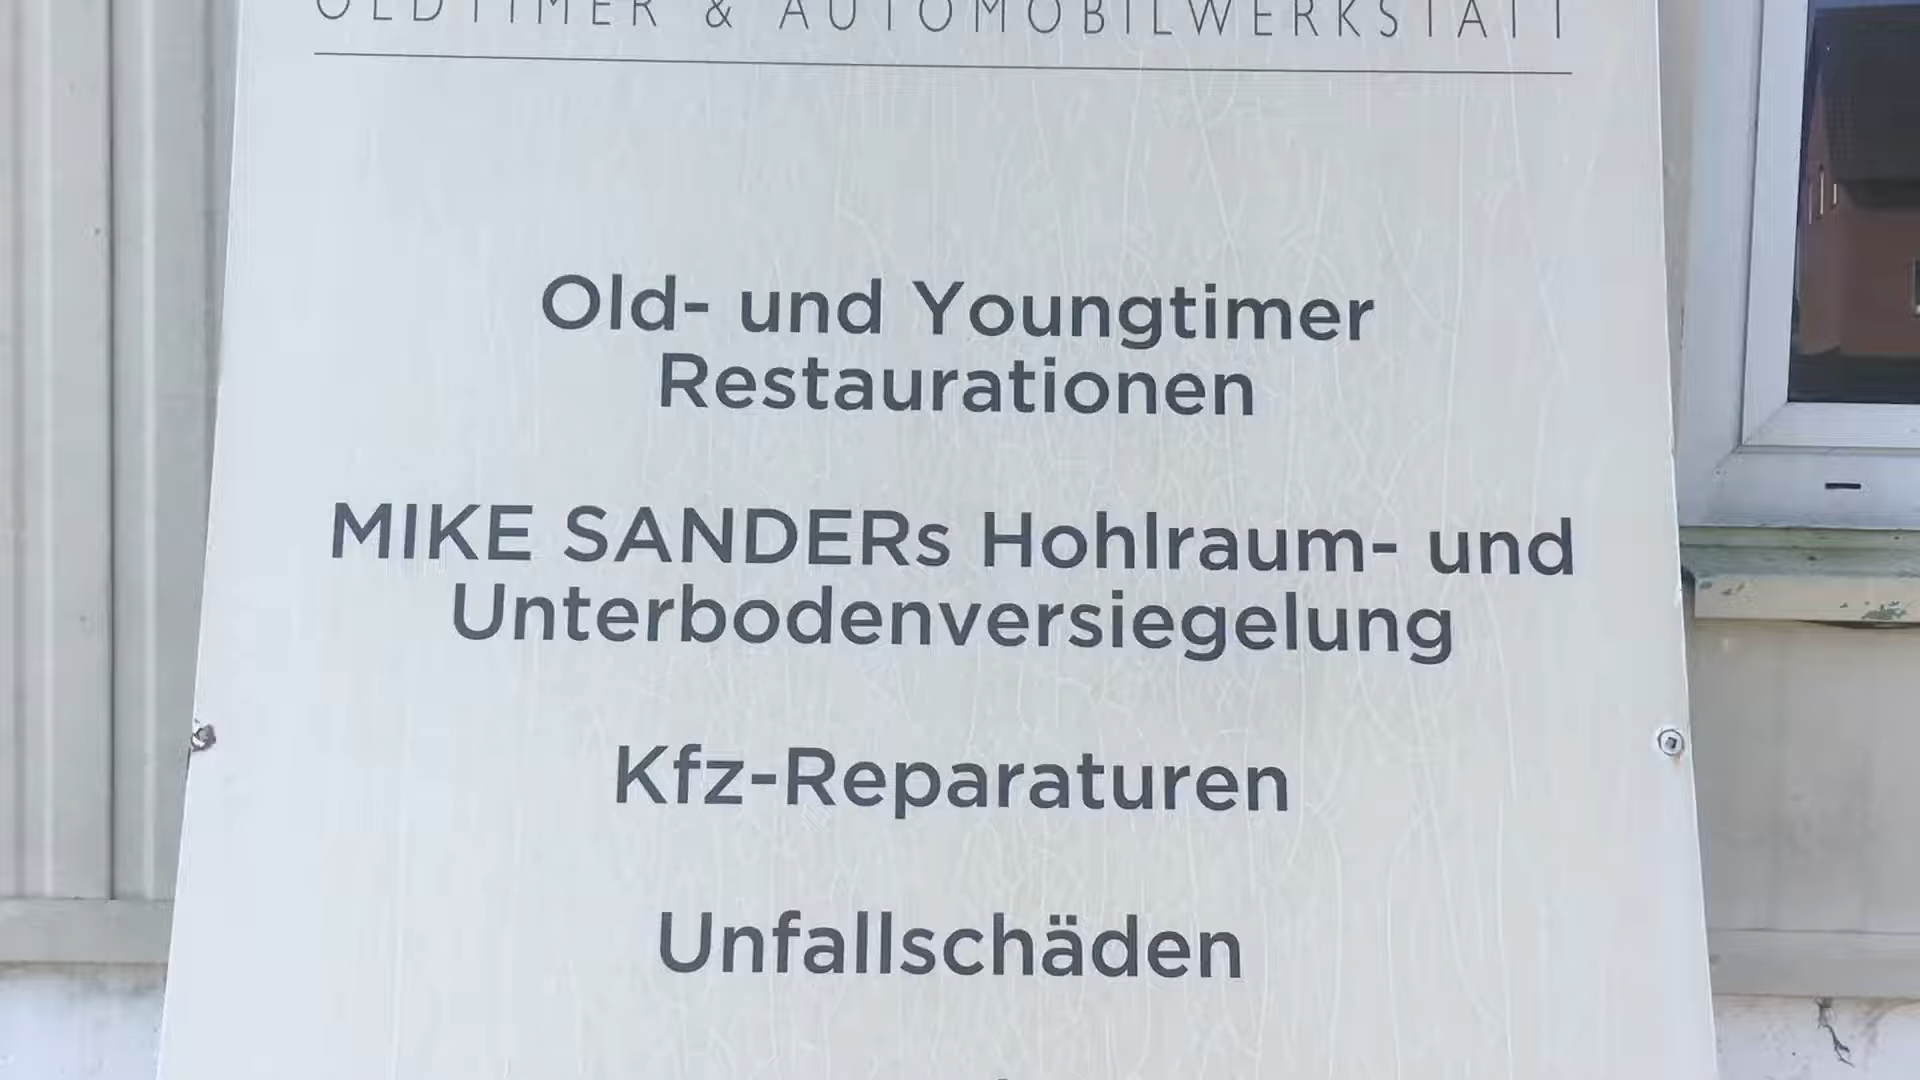 OLDTIMER & AUTOMOBILWERKSTATT
Old- und Youngtimer
Restaurationen
MIKE SANDERs Hohlraum- und
Unterbodenversiegelung
Kfz-Reparaturen
Unfallschäden